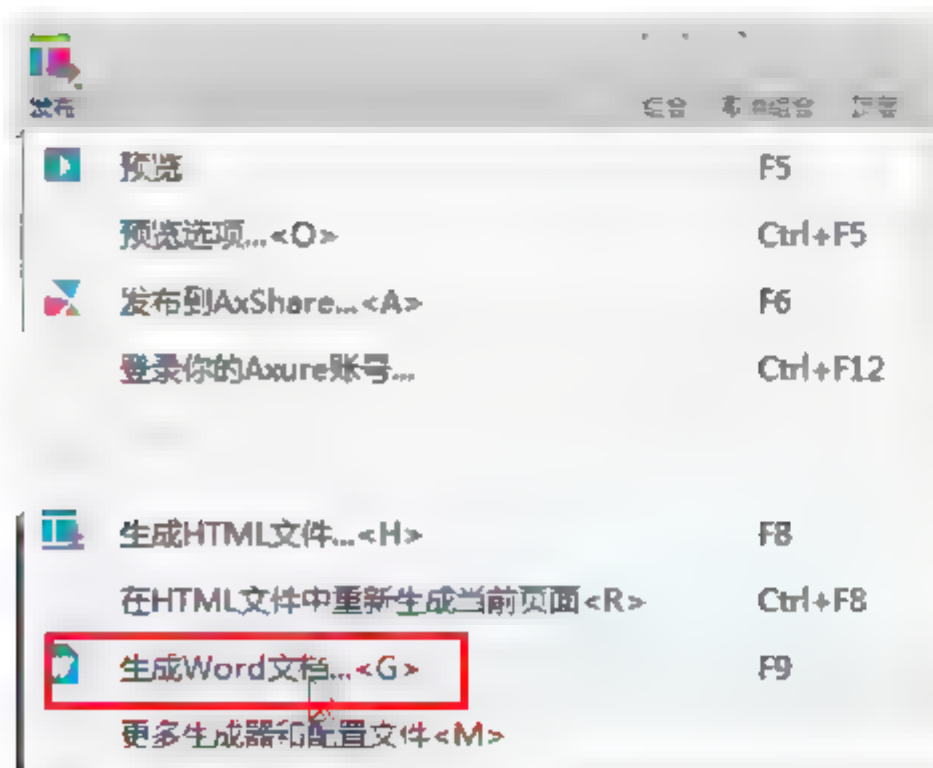 发布 组合
预览 F5
预览选项...<O> Ctrl+F5
发布到AxShare...<A> F6
登录你的Axure账号... Ctrl+F12
生成HTML文件...<H> F8
在HTML文件中重新生成当前页面<R> Ctrl+F8
生成Word文档...<G> F9
更多生成器和配置文件<M>